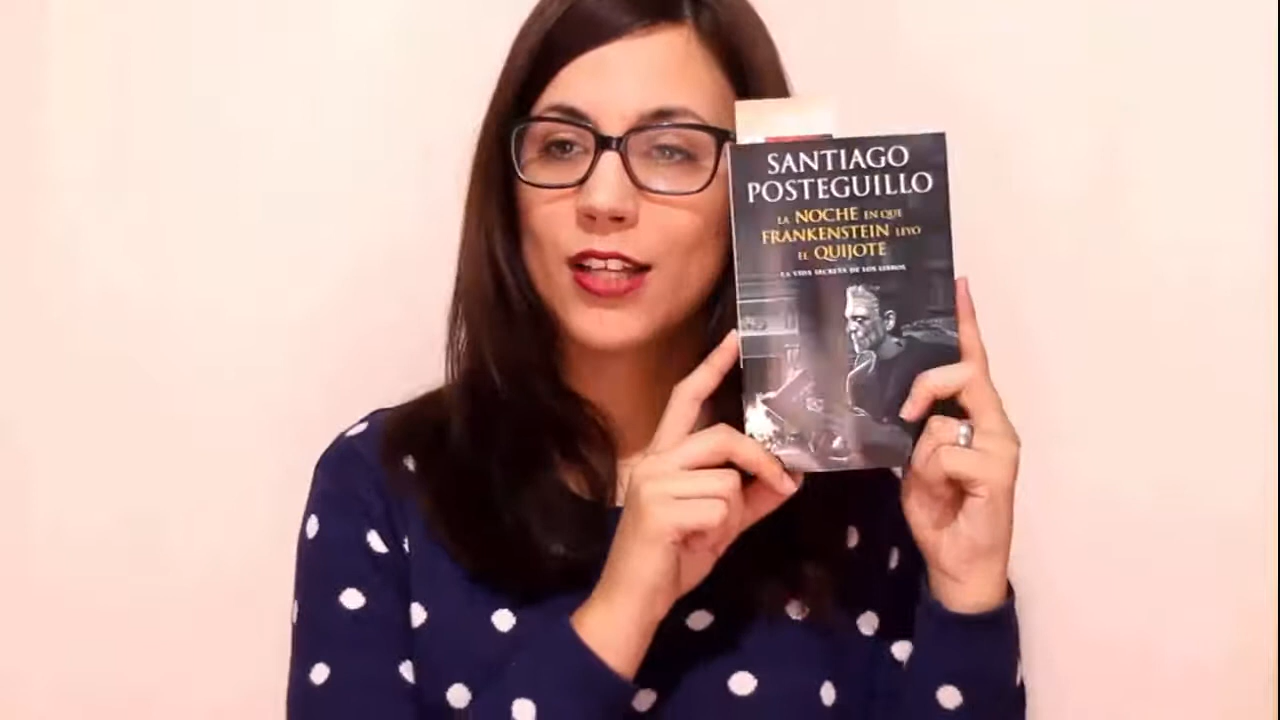 SANTIAGO
POSTEGUILLO
LA NOCHE EN QUE
FRANKENSTEIN LEYÓ
EL QUIJOTE
LA VIDA SECRETA DE LOS LIBROS